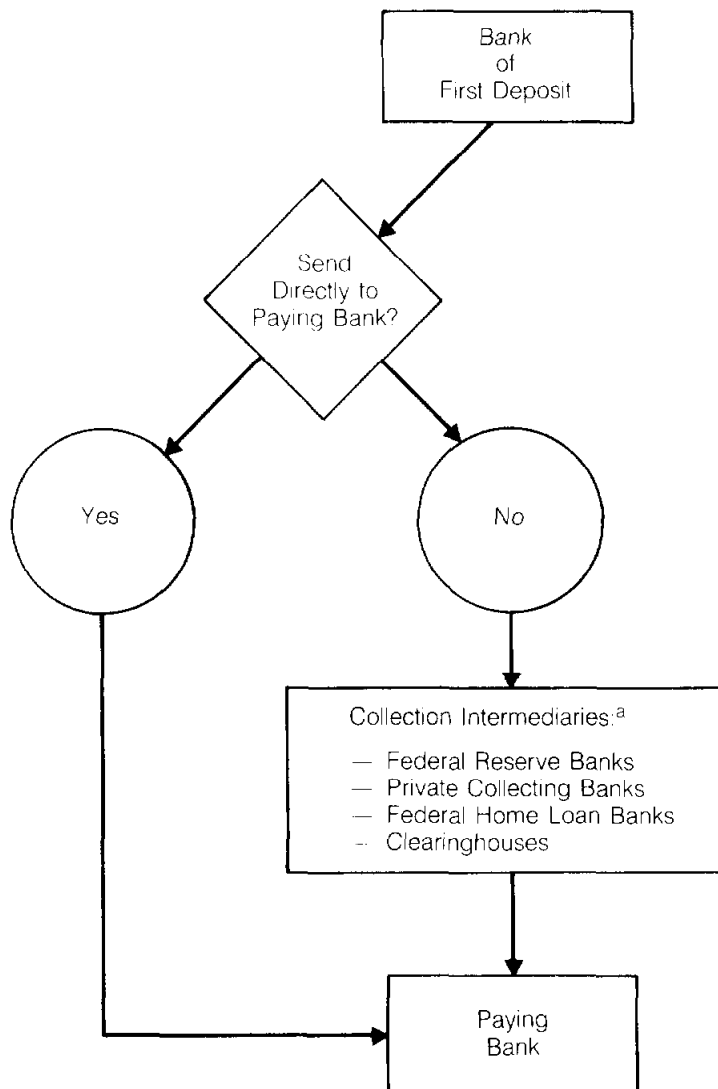 Bank
of
First Deposit
Send
Directly to
Paying Bank?
Yes
No
Collection Intermediaries:a
— Federal Reserve Banks
— Private Collecting Banks
— Federal Home Loan Banks
— Clearinghouses
Paying
Bank